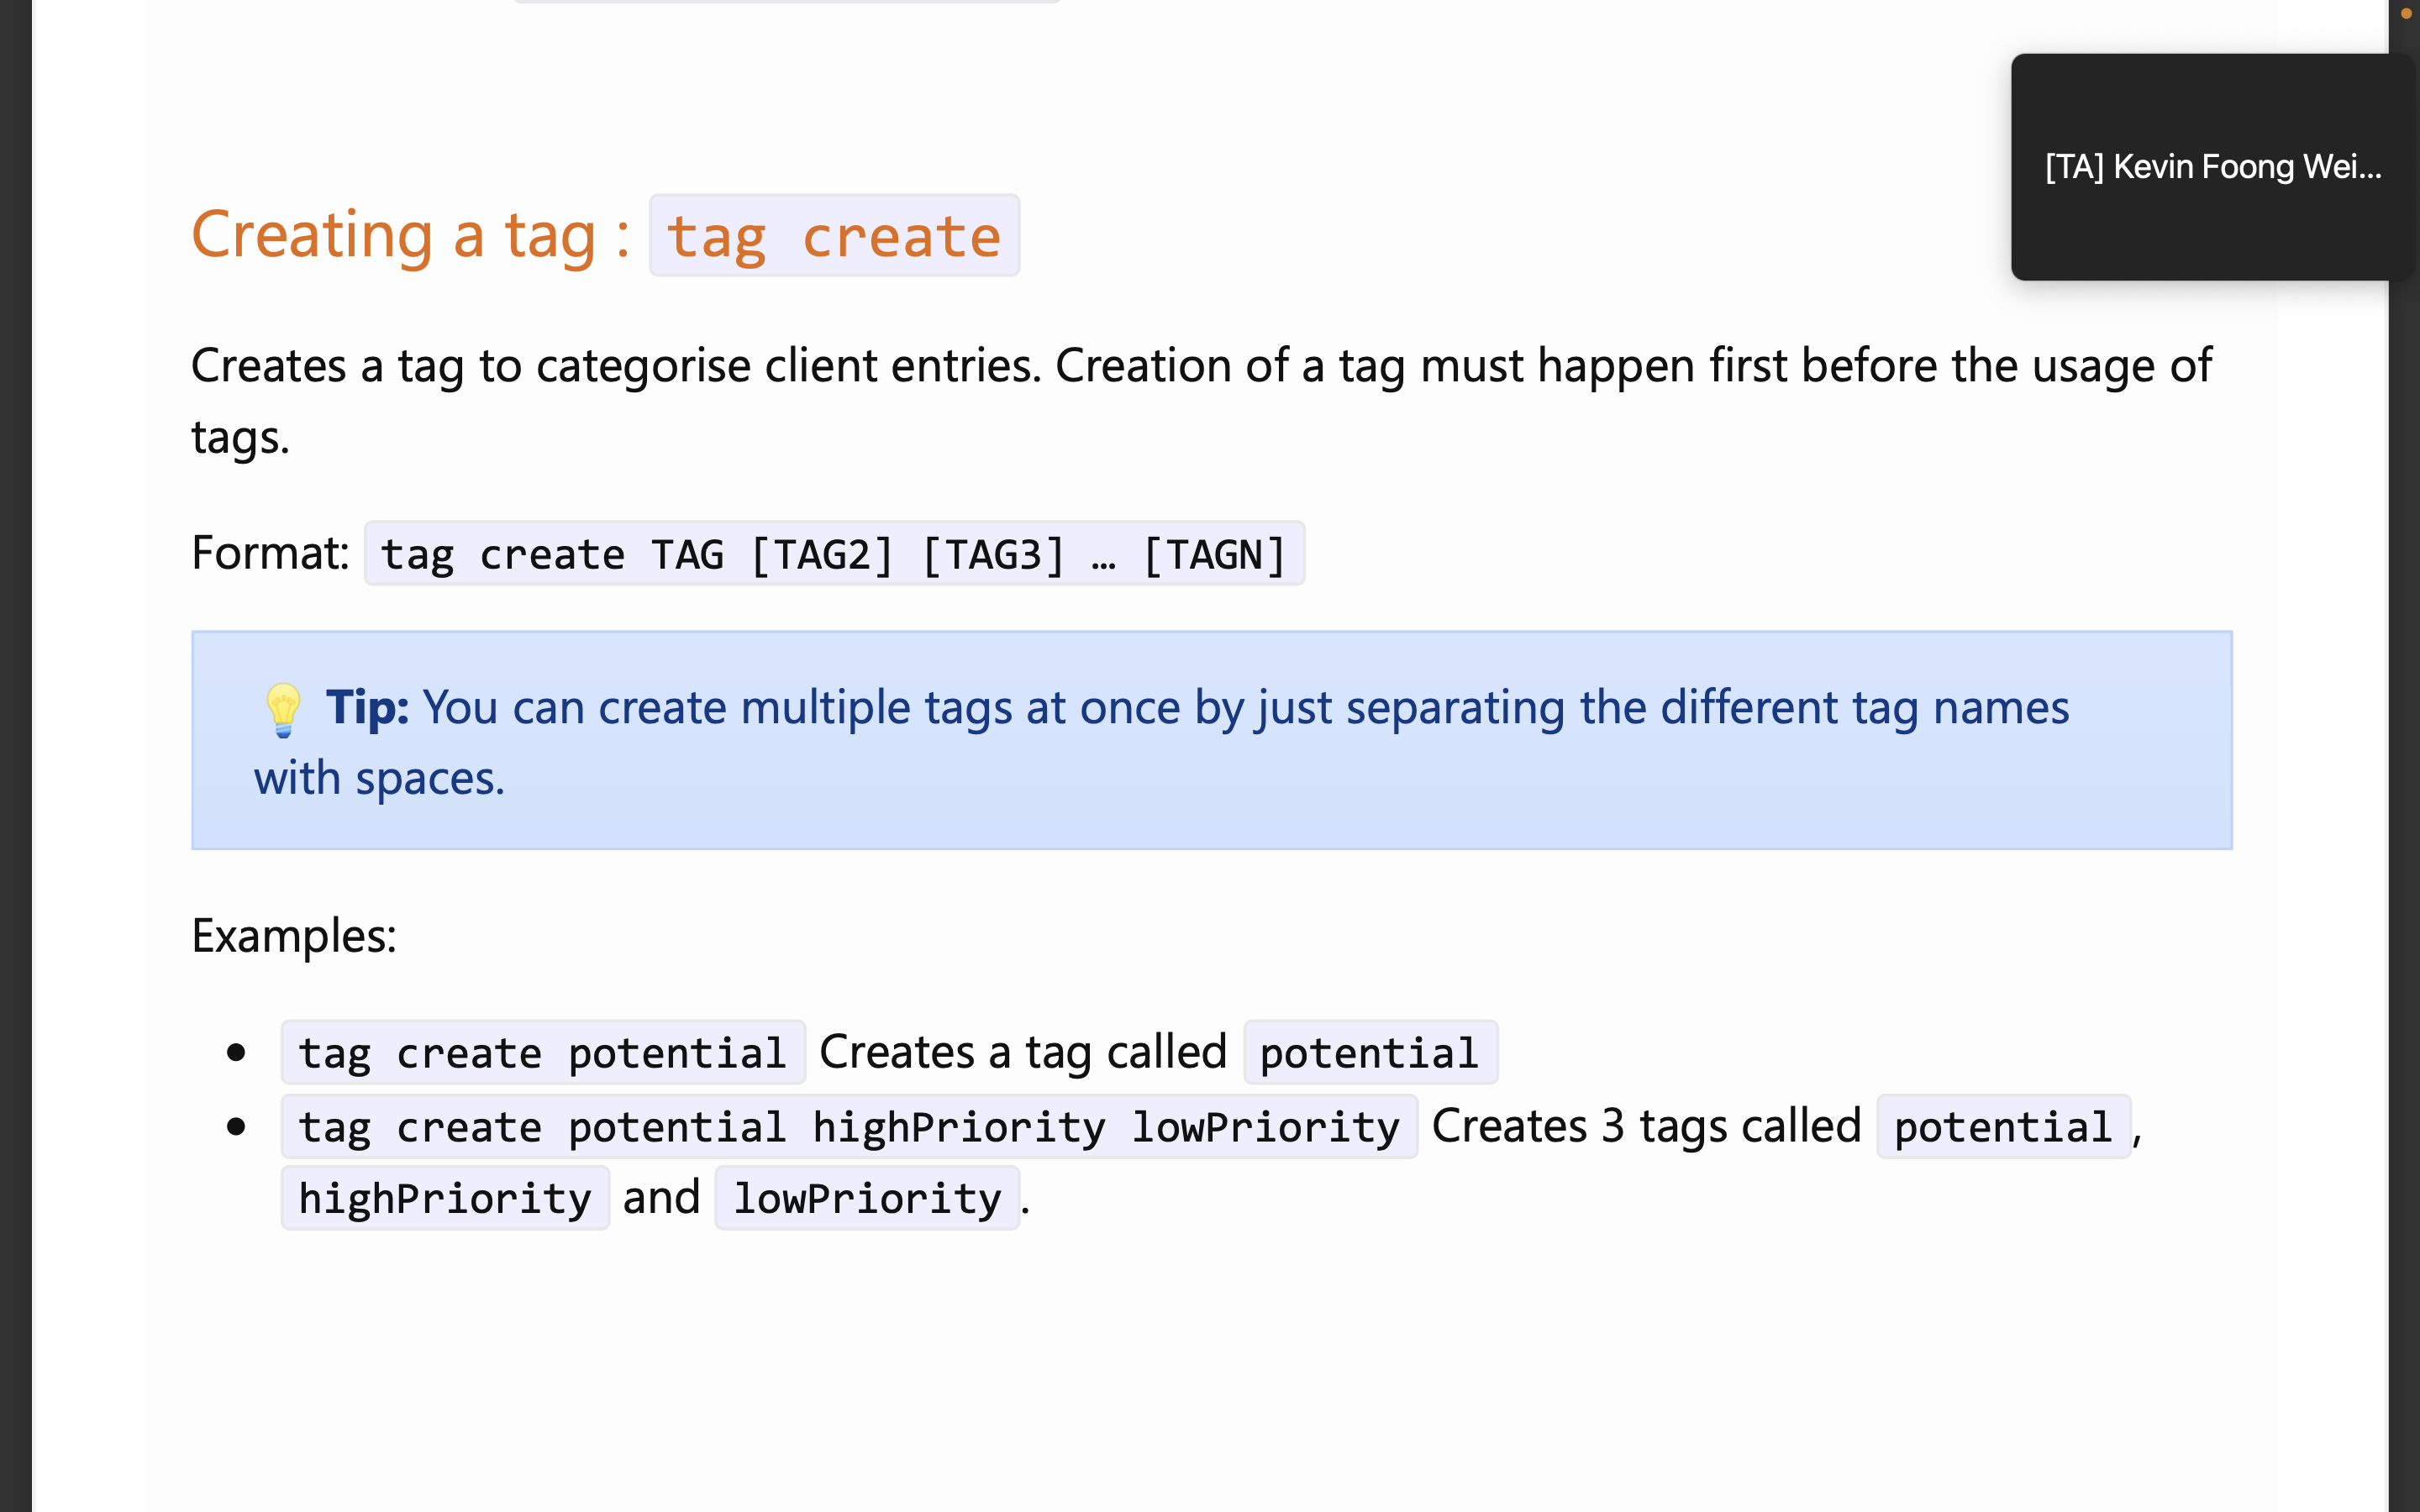 Creating a tag : tag create
[TA] Kevin Foong Wei...
Creates a tag to categorise client entries. Creation of a tag must happen first before the usage of
tags.
Format: tag create TAG [TAG2] [TAG3] … [TAGN]
💡 Tip: You can create multiple tags at once by just separating the different tag names
with spaces.
Examples:
• tag create potential Creates a tag called potential
• tag create potential highPriority lowPriority Creates 3 tags called potential,
highPriority and lowPriority.